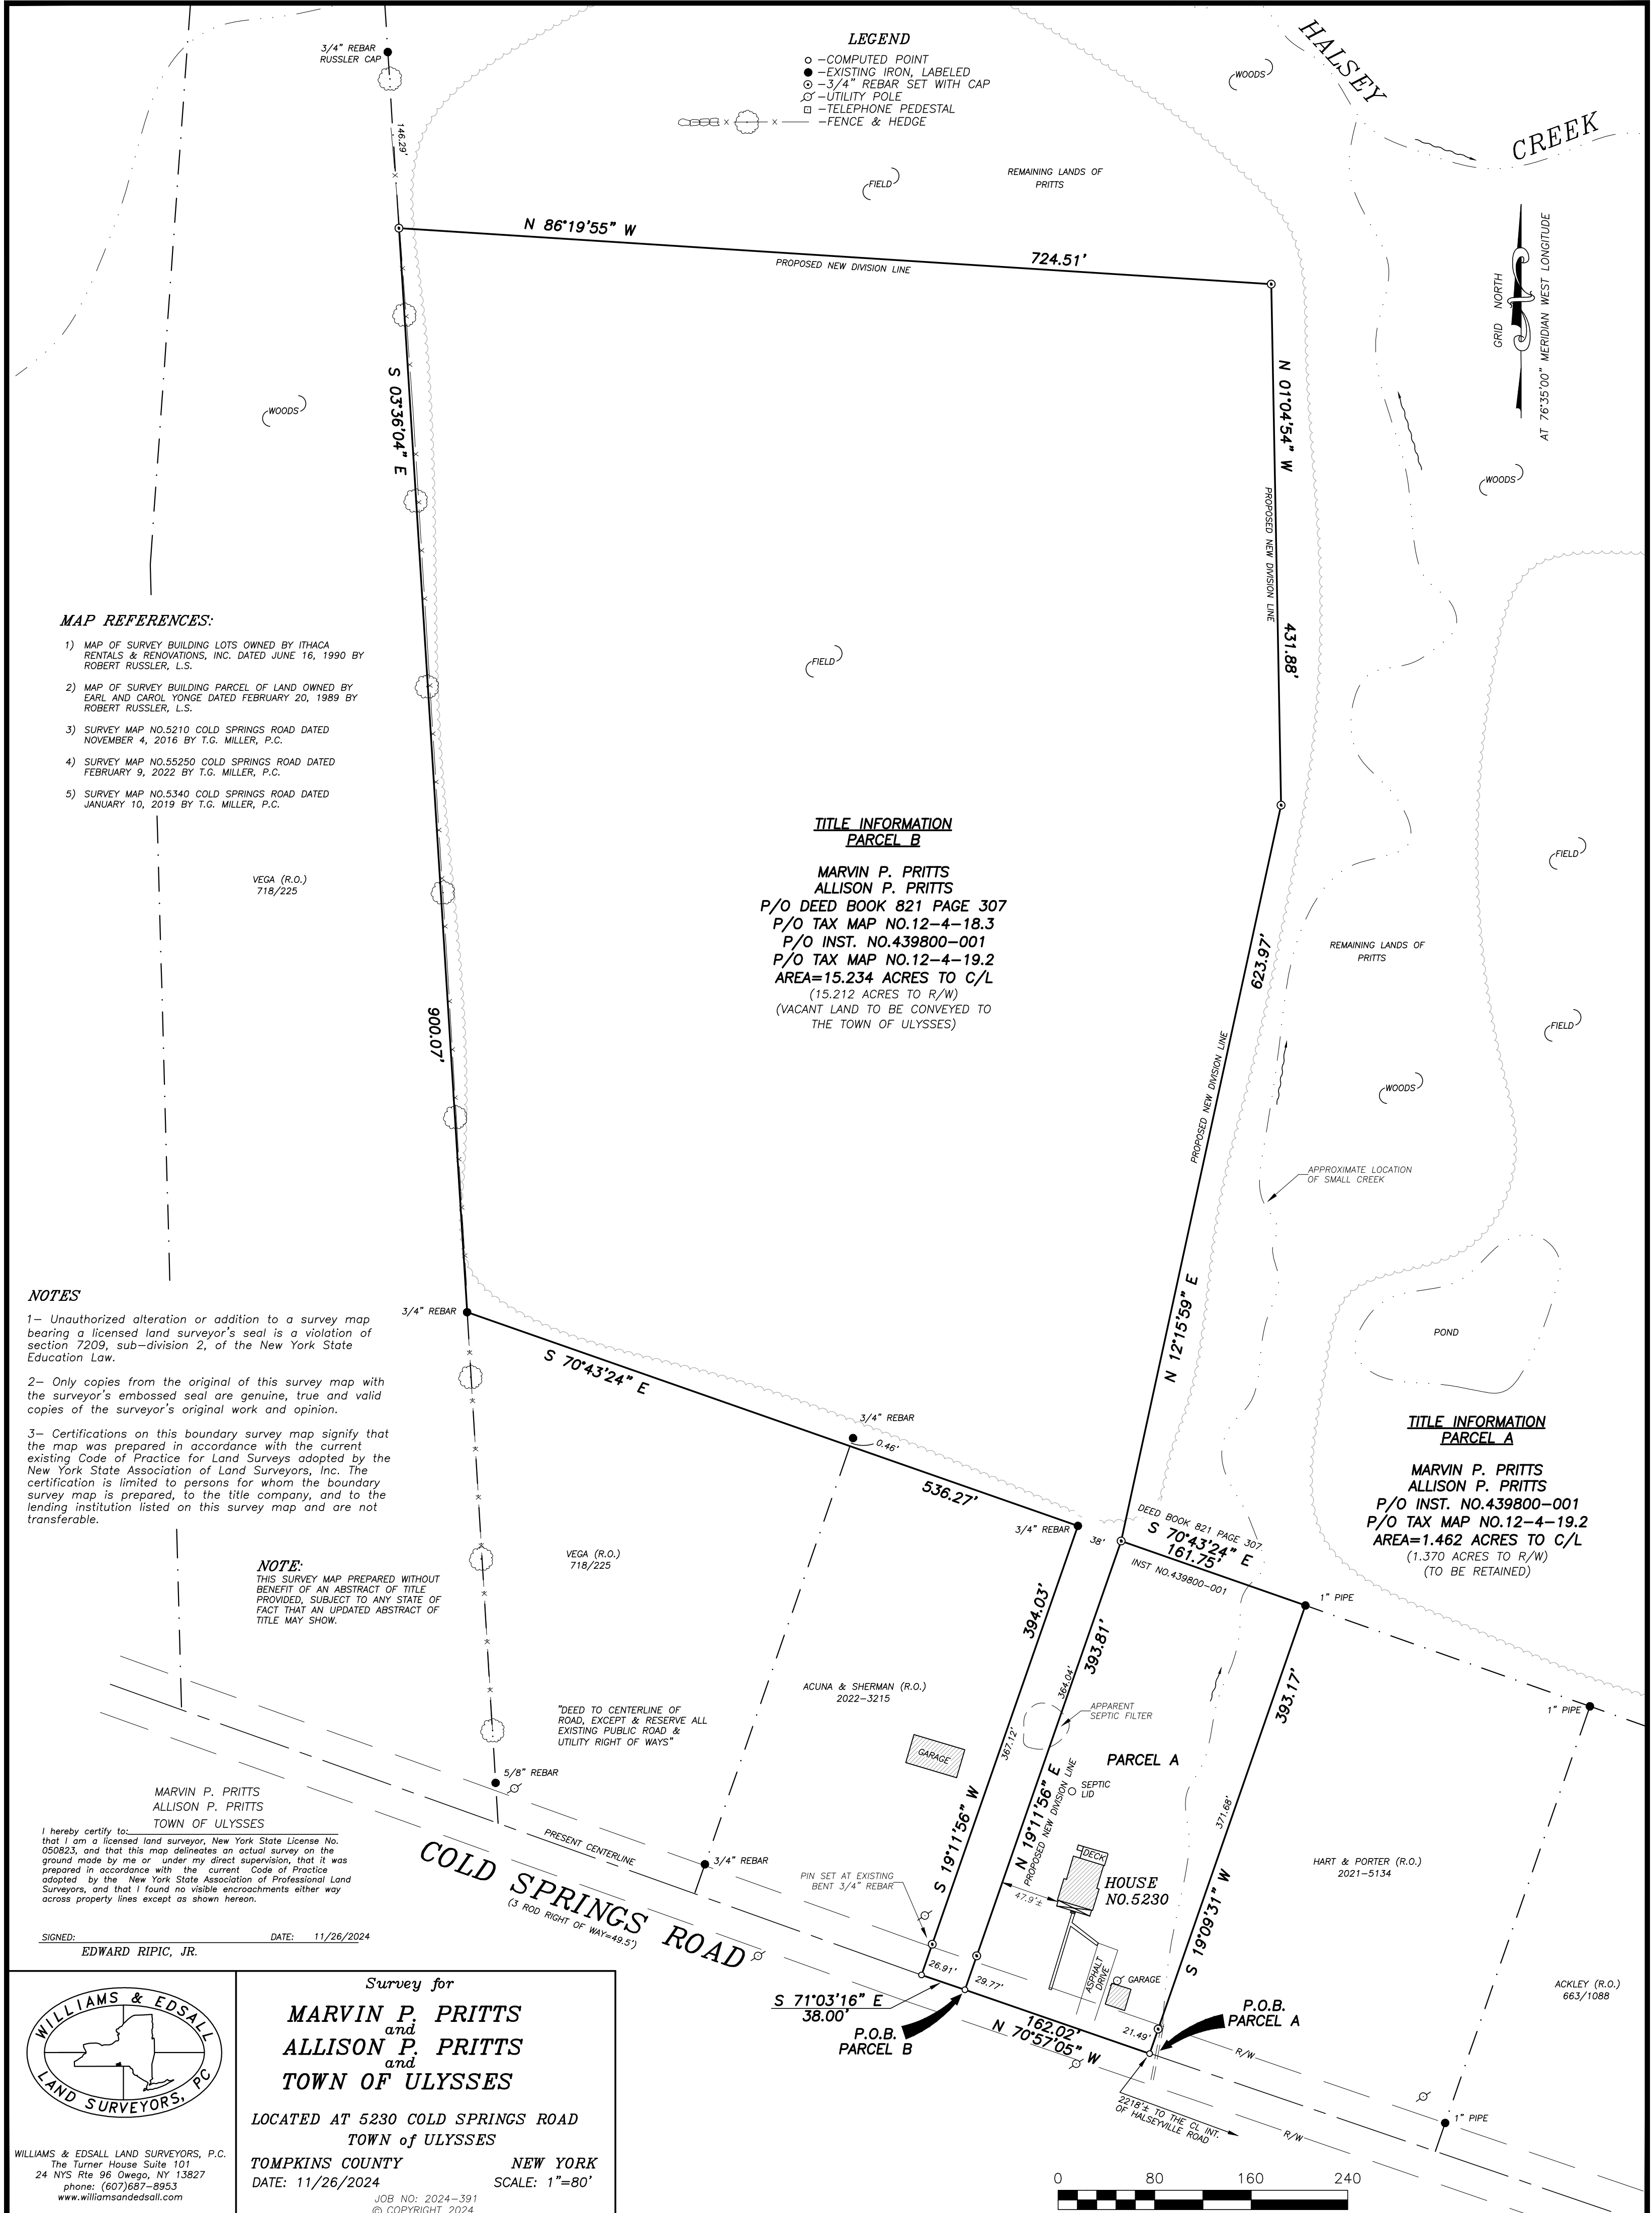 3/4" REBAR
RUSSLER CAP
146.29'
LEGEND
-COMPUTED POINT
-EXISTING IRON, LABELED
-3/4" REBAR SET WITH CAP
-UTILITY POLE
-TELEPHONE PEDESTAL
-FENCE & HEDGE
HALSEY
CREEK
WOODS
FIELD
REMAINING LANDS OF
PRITTS
GRID NORTH
AT 76°35'00" MERIDIAN WEST LONGITUDE
N 86°19'55" W
PROPOSED NEW DIVISION LINE
724.51'
S 03°36'04" E
900.07'
N 01°04'54" W
PROPOSED NEW DIVISION LINE
431.88'
WOODS
WOODS
FIELD
MAP REFERENCES:
1) MAP OF SURVEY BUILDING LOTS OWNED BY ITHACA
RENTALS & RENOVATIONS, INC. DATED JUNE 16, 1990 BY
ROBERT RUSSLER, L.S.
2) MAP OF SURVEY BUILDING PARCEL OF LAND OWNED BY
EARL AND CAROL YONGE DATED FEBRUARY 20, 1989 BY
ROBERT RUSSLER, L.S.
3) SURVEY MAP NO.5210 COLD SPRINGS ROAD DATED
NOVEMBER 4, 2016 BY T.G. MILLER, P.C.
4) SURVEY MAP NO.55250 COLD SPRINGS ROAD DATED
FEBRUARY 9, 2022 BY T.G. MILLER, P.C.
5) SURVEY MAP NO.5340 COLD SPRINGS ROAD DATED
JANUARY 10, 2019 BY T.G. MILLER, P.C.
VEGA (R.O.)
718/225
TITLE INFORMATION
PARCEL B
MARVIN P. PRITTS
ALLISON P. PRITTS
P/O DEED BOOK 821 PAGE 307
P/O TAX MAP NO.12-4-18.3
P/O INST. NO.439800-001
P/O TAX MAP NO.12-4-19.2
AREA=15.234 ACRES TO C/L
(15.212 ACRES TO R/W)
(VACANT LAND TO BE CONVEYED TO
THE TOWN OF ULYSSES)
623.97'
PROPOSED NEW DIVISION LINE
N 12°15'59" E
FIELD
REMAINING LANDS OF
PRITTS
FIELD
WOODS
APPROXIMATE LOCATION
OF SMALL CREEK
POND
NOTES
1- Unauthorized alteration or addition to a survey map
bearing a licensed land surveyor's seal is a violation of
section 7209, sub-division 2, of the New York State
Education Law.
2- Only copies from the original of this survey map with
the surveyor's embossed seal are genuine, true and valid
copies of the surveyor's original work and opinion.
3- Certifications on this boundary survey map signify that
the map was prepared in accordance with the current
existing Code of Practice for Land Surveys adopted by the
New York State Association of Land Surveyors, Inc. The
certification is limited to persons for whom the boundary
survey map is prepared, to the title company, and to the
lending institution listed on this survey map and are not
transferable.
NOTE:
THIS SURVEY MAP PREPARED WITHOUT
BENEFIT OF AN ABSTRACT OF TITLE
PROVIDED, SUBJECT TO ANY STATE OF
FACT THAT AN UPDATED ABSTRACT OF
TITLE MAY SHOW.
3/4" REBAR
S 70°43'24" E
536.27'
3/4" REBAR
0.46'
3/4" REBAR
38'
DEED BOOK 821 PAGE 307
S 70°43'24" E
161.75'
INST NO.439800-001
1" PIPE
TITLE INFORMATION
PARCEL A
MARVIN P. PRITTS
ALLISON P. PRITTS
P/O INST. NO.439800-001
P/O TAX MAP NO.12-4-19.2
AREA=1.462 ACRES TO C/L
(1.370 ACRES TO R/W)
(TO BE RETAINED)
VEGA (R.O.)
718/225
ACUNA & SHERMAN (R.O.)
2022-3215
"DEED TO CENTERLINE OF
ROAD, EXCEPT & RESERVE ALL
EXISTING PUBLIC ROAD &
UTILITY RIGHT OF WAYS"
GARAGE
394.03'
367.12'
S 19°11'56" W
393.81'
364.04'
N 19°11'56" E
PROPOSED NEW DIVISION LINE
APPARENT
SEPTIC FILTER
PARCEL A
SEPTIC
LID
DECK
HOUSE
NO.5230
47.9'±
ASPHALT
DRIVE
GARAGE
393.17'
371.68'
S 19°09'31" W
1" PIPE
HART & PORTER (R.O.)
2021-5134
ACKLEY (R.O.)
663/1088
5/8" REBAR
PRESENT CENTERLINE
3/4" REBAR
COLD SPRINGS ROAD
(3 ROD RIGHT OF WAY=49.5')
PIN SET AT EXISTING
BENT 3/4" REBAR
26.91'
29.77'
S 71°03'16" E
38.00'
P.O.B.
PARCEL B
162.02'
N 70°57'05" W
21.49'
P.O.B.
PARCEL A
R/W
R/W
2218'± TO THE CL INT.
OF HALSEYVILLE ROAD
1" PIPE
0 80 160 240
MARVIN P. PRITTS
ALLISON P. PRITTS
TOWN OF ULYSSES
I hereby certify to:
that I am a licensed land surveyor, New York State License No.
050823, and that this map delineates an actual survey on the
ground made by me or under my direct supervision, that it was
prepared in accordance with the current Code of Practice
adopted by the New York State Association of Professional Land
Surveyors, and that I found no visible encroachments either way
across property lines except as shown hereon.
SIGNED: DATE: 11/26/2024
EDWARD RIPIC, JR.
WILLIAMS & EDSALL
LAND SURVEYORS, PC
WILLIAMS & EDSALL LAND SURVEYORS, P.C.
The Turner House Suite 101
24 NYS Rte 96 Owego, NY 13827
phone: (607)687-8953
www.williamsandedsall.com
Survey for
MARVIN P. PRITTS
and
ALLISON P. PRITTS
and
TOWN OF ULYSSES
LOCATED AT 5230 COLD SPRINGS ROAD
TOWN of ULYSSES
TOMPKINS COUNTY NEW YORK
DATE: 11/26/2024 SCALE: 1"=80'
JOB NO: 2024-391
© COPYRIGHT 2024